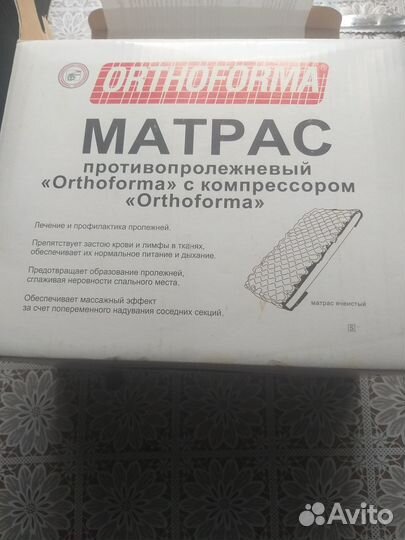 ORTHOFORMA
МАТРАС
противопролежневый
«Orthoforma» с компрессором
«Orthoforma»
Лечение и профилактика пролежней.
Препятствует застою крови и лимфы в тканях,
обеспечивает их нормальное питание и дыхание.
Предотвращает образование пролежней,
сглаживая неровности спального места.
матрас ячеистый
Обеспечивает массажный эффект
за счет попеременного надувания соседних секций.
Avito